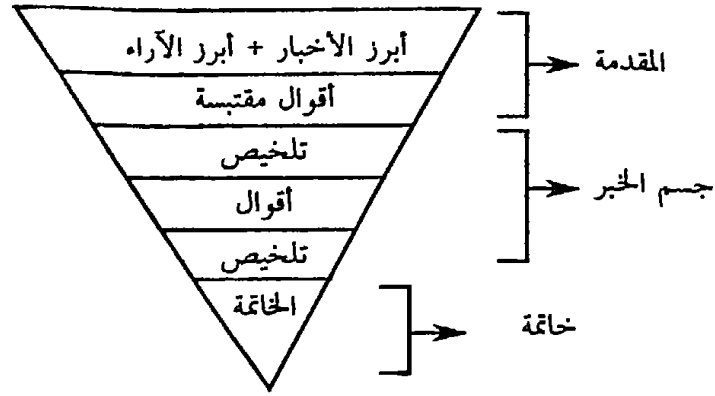 أبرز الأخبار + أبرز الآراء
المقدمة
أقوال مقتبسة
تلخيص
أقوال
جسم الخبر
تلخيص
الخاتمة
خاتمة